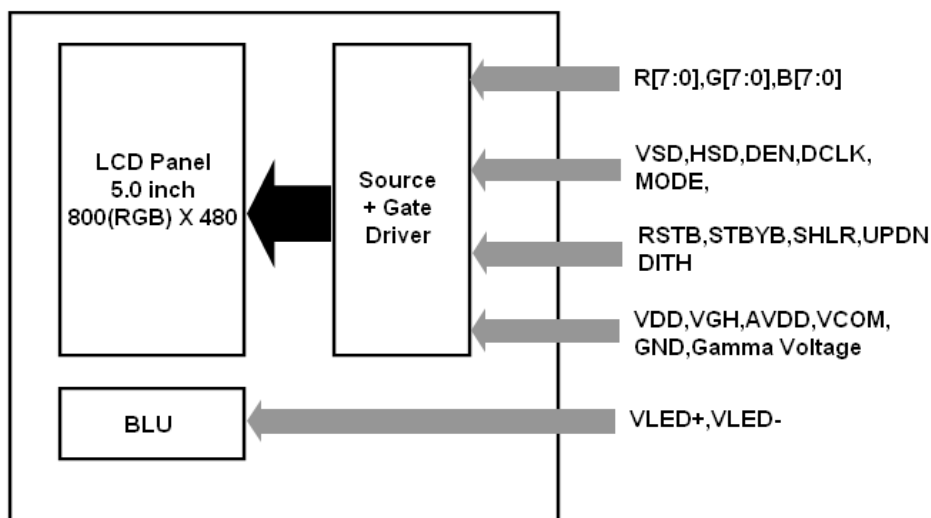 LCD Panel
5.0 inch
800(RGB) X 480
Source
+ Gate
Driver
R[7:0],G[7:0],B[7:0]
VSD,HSD,DEN,DCLK,
MODE,
RSTB,STBYB,SHLR,UPDN
DITH
VDD,VGH,AVDD,VCOM,
GND,Gamma Voltage
BLU
VLED+,VLED-